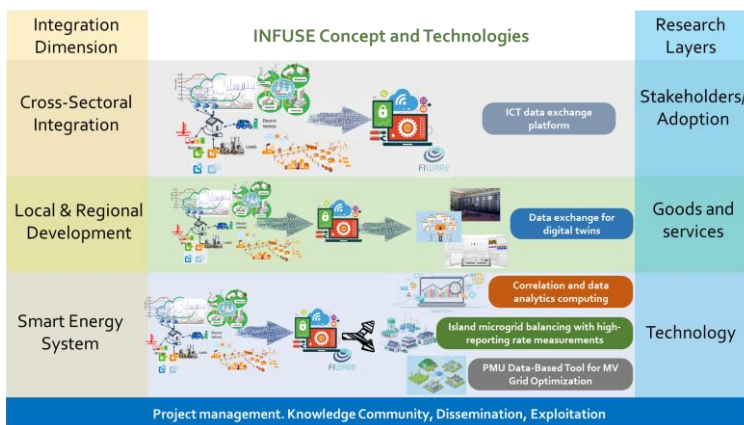 Integration
Dimension
INFUSE Concept and Technologies
Research
Layers
Cross-Sectoral
Integration
Electric
Vehicle
Loads
FIWARE
ICT data exchange
platform
Stakeholders/
Adoption
Local & Regional
Development
Data exchange for
digital twins
Goods and
services
Smart Energy
System
FIWARE
Correlation and data
analytics computing
Island microgrid balancing with high-
reporting rate measurements
PMU Data-Based Tool for MV
Grid Optimization
Technology
Project management. Knowledge Community, Dissemination, Exploitation